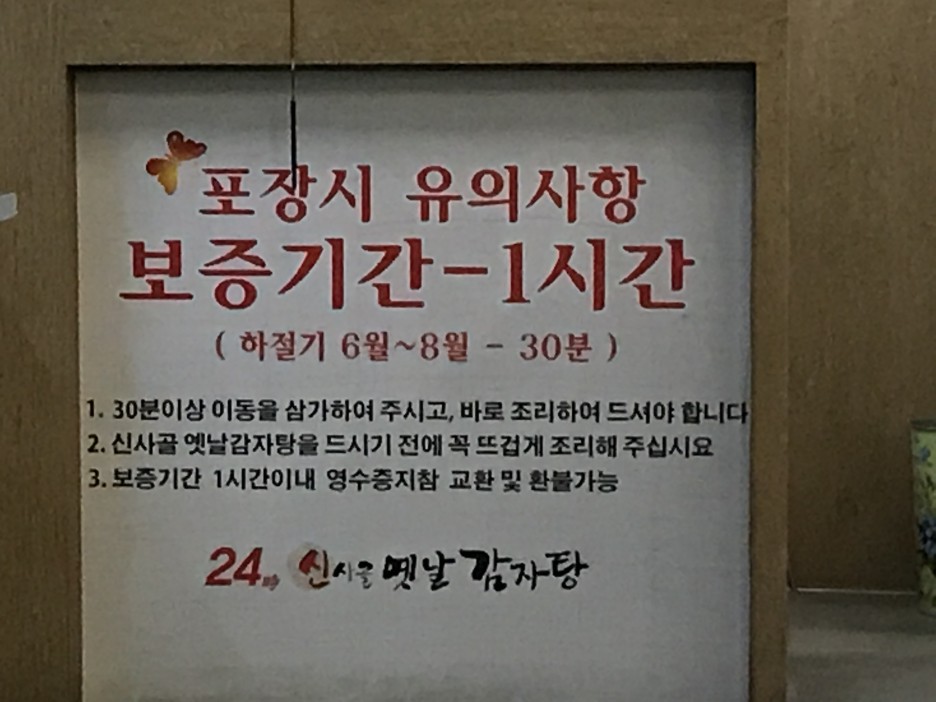 포장시 유의사항
보증기간-1시간
( 하절기 6월~8월 - 30분 )
1. 30분이상 이동을 삼가하여 주시고, 바로 조리하여 드셔야 합니다
2. 신사골 옛날감자탕을 드시기 전에 꼭 뜨겁게 조리해 주십시요
3. 보증기간 1시간이내 영수증지참 교환 및 환불가능
24시 신사골 옛날 감자탕